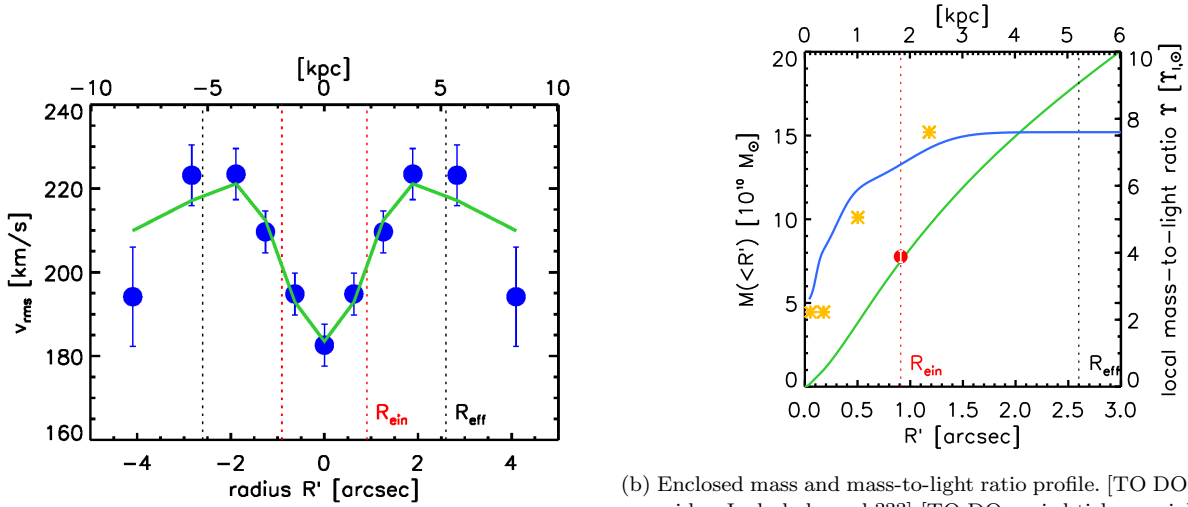 [kpc]
−10 −5 0 5 10
240
220
200
180
160
v_rms [km/s]
R_ein
R_eff
−4 −2 0 2 4
radius R' [arcsec]
[kpc]
0 1 2 3 4 5 6
20
15
10
5
0
M(<R') [10^10 M_⊙]
10
8
6
4
2
0
local mass−to−light ratio ϒ [ϒ_I,⊙]
R_ein
R_eff
0.0 0.5 1.0 1.5 2.0 2.5 3.0
R' [arcsec]
(b) Enclosed mass and mass-to-light ratio profile. [TO DO